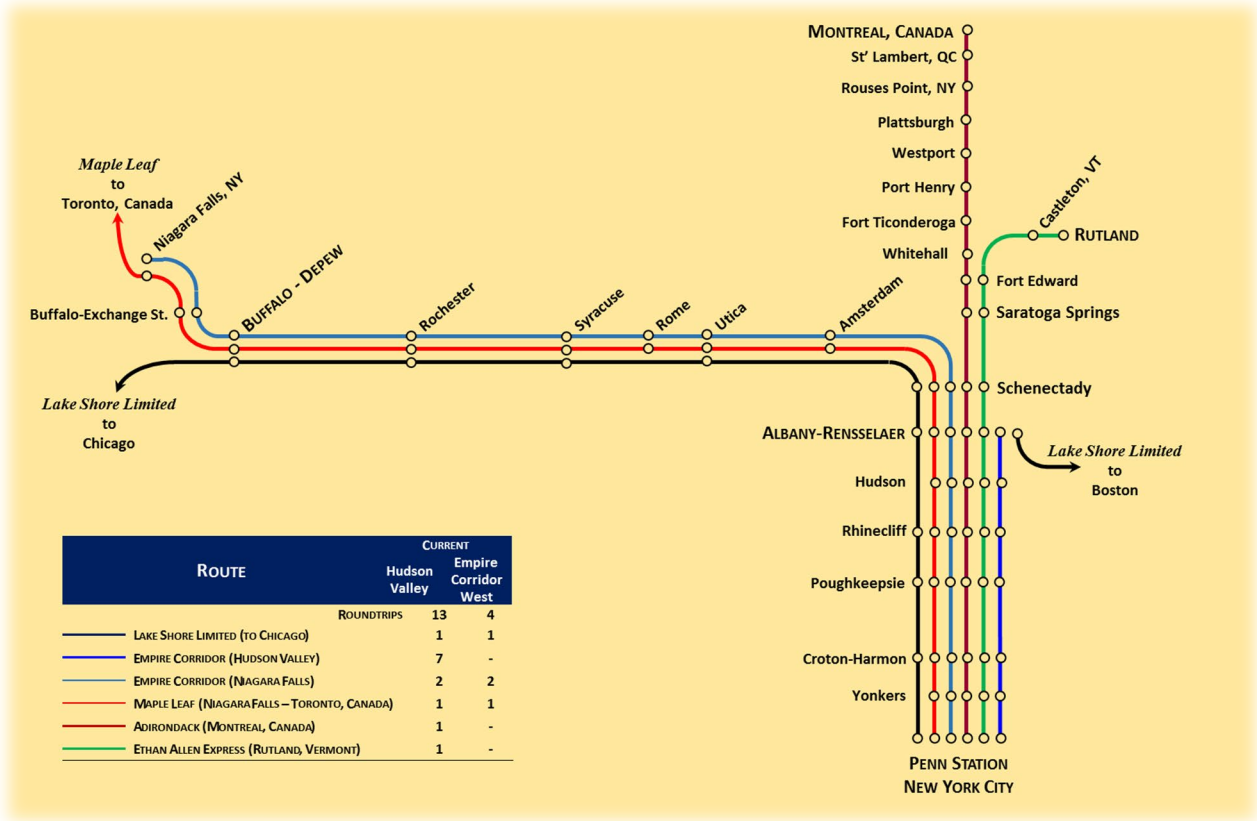 MONTREAL, CANADA
St' Lambert, QC
Rouses Point, NY
Plattsburgh
Westport
Port Henry
Fort Ticonderoga
Whitehall
Castleton, VT
RUTLAND
Fort Edward
Saratoga Springs
Schenectady
Maple Leaf
to
Toronto, Canada
Niagara Falls, NY
Buffalo-Exchange St.
BUFFALO - DEPEW
Rochester
Syracuse
Rome
Utica
Amsterdam
Lake Shore Limited
to
Chicago
ALBANY-RENSSELAER
Lake Shore Limited
to
Boston
Hudson
Rhinecliff
Poughkeepsie
Croton-Harmon
Yonkers
PENN STATION
NEW YORK CITY
CURRENT
ROUTE
Hudson
Valley
Empire
Corridor
West
ROUNDTRIPS 13 4
LAKE SHORE LIMITED (TO CHICAGO) 1 1
EMPIRE CORRIDOR (HUDSON VALLEY) 7 -
EMPIRE CORRIDOR (NIAGARA FALLS) 2 2
MAPLE LEAF (NIAGARA FALLS – TORONTO, CANADA) 1 1
ADIRONDACK (MONTREAL, CANADA) 1 -
ETHAN ALLEN EXPRESS (RUTLAND, VERMONT) 1 -